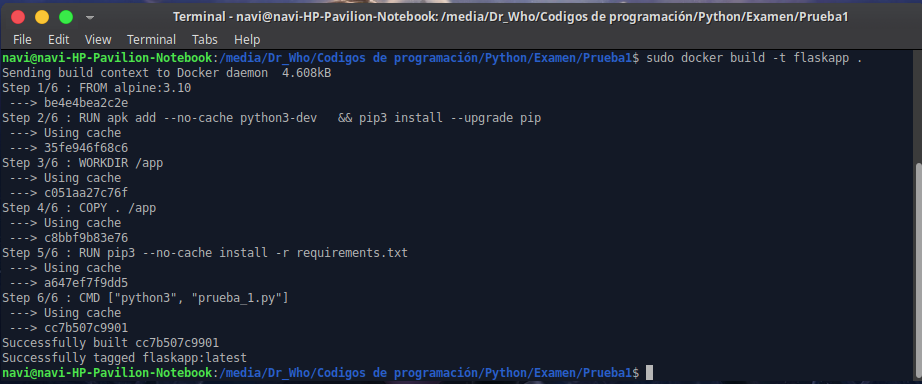 Terminal - navi@navi-HP-Pavilion-Notebook: /media/Dr_Who/Codigos de programación/Python/Examen/Prueba1
File Edit View Terminal Tabs Help
navi@navi-HP-Pavilion-Notebook:/media/Dr_Who/Codigos de programación/Python/Examen/Prueba1$ sudo docker build -t flaskapp .
Sending build context to Docker daemon  4.608kB
Step 1/6 : FROM alpine:3.10
 ---> be4e4bea2c2e
Step 2/6 : RUN apk add --no-cache python3-dev   && pip3 install --upgrade pip
 ---> Using cache
 ---> 35fe946f68c6
Step 3/6 : WORKDIR /app
 ---> Using cache
 ---> c051aa27c76f
Step 4/6 : COPY . /app
 ---> Using cache
 ---> c8bbf9b83e76
Step 5/6 : RUN pip3 --no-cache install -r requirements.txt
 ---> Using cache
 ---> a647ef7f9dd5
Step 6/6 : CMD ["python3", "prueba_1.py"]
 ---> Using cache
 ---> cc7b507c9901
Successfully built cc7b507c9901
Successfully tagged flaskapp:latest
navi@navi-HP-Pavilion-Notebook:/media/Dr_Who/Codigos de programación/Python/Examen/Prueba1$